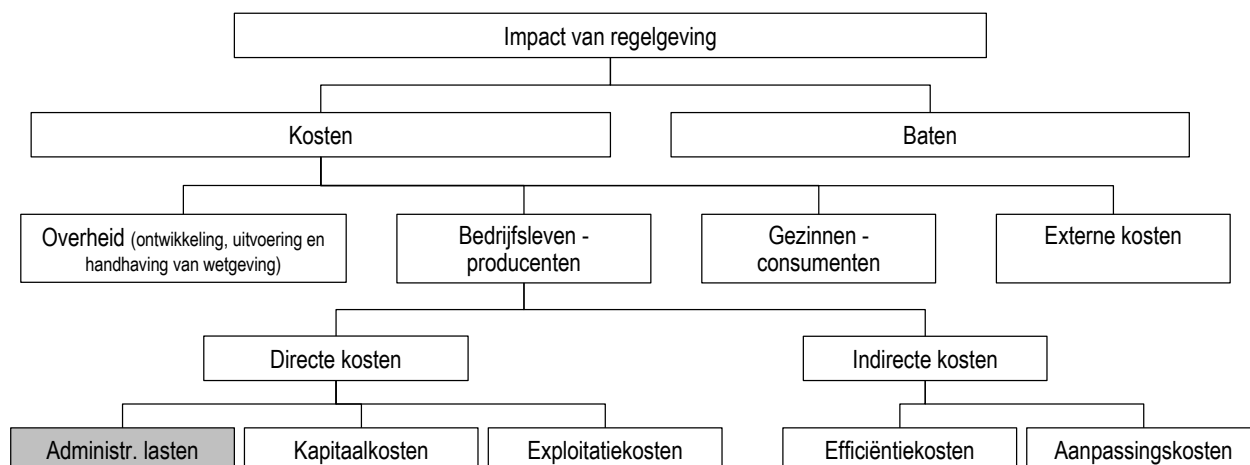 Impact van regelgeving
Kosten
Baten
Overheid (ontwikkeling, uitvoering en
handhaving van wetgeving)
Bedrijfsleven -
producenten
Gezinnen -
consumenten
Externe kosten
Directe kosten
Indirecte kosten
Administr. lasten
Kapitaalkosten
Exploitatiekosten
Efficiëntiekosten
Aanpassingskosten